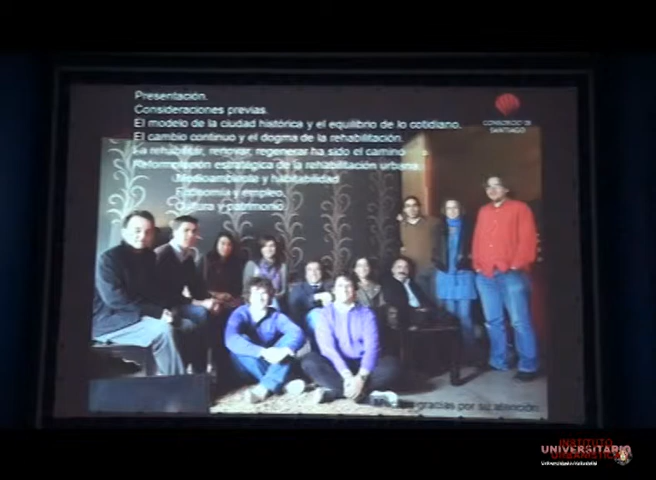 Presentación.
Consideraciones previas.
El modelo de la ciudad histórica y el equilibrio de lo cotidiano.
El cambio continuo y el dogma de la rehabilitación.
rehabilitar, renovar, regenerar ha sido el camino
Reformulación estratégica de la rehabilitación urbana
Medioambiente y habitabilidad
Economía y empleo
Cultura y patrimonio
CONSORCIO DE
SANTIAGO
gracias por su atención
INSTITUTO
UNIVERSITARIO